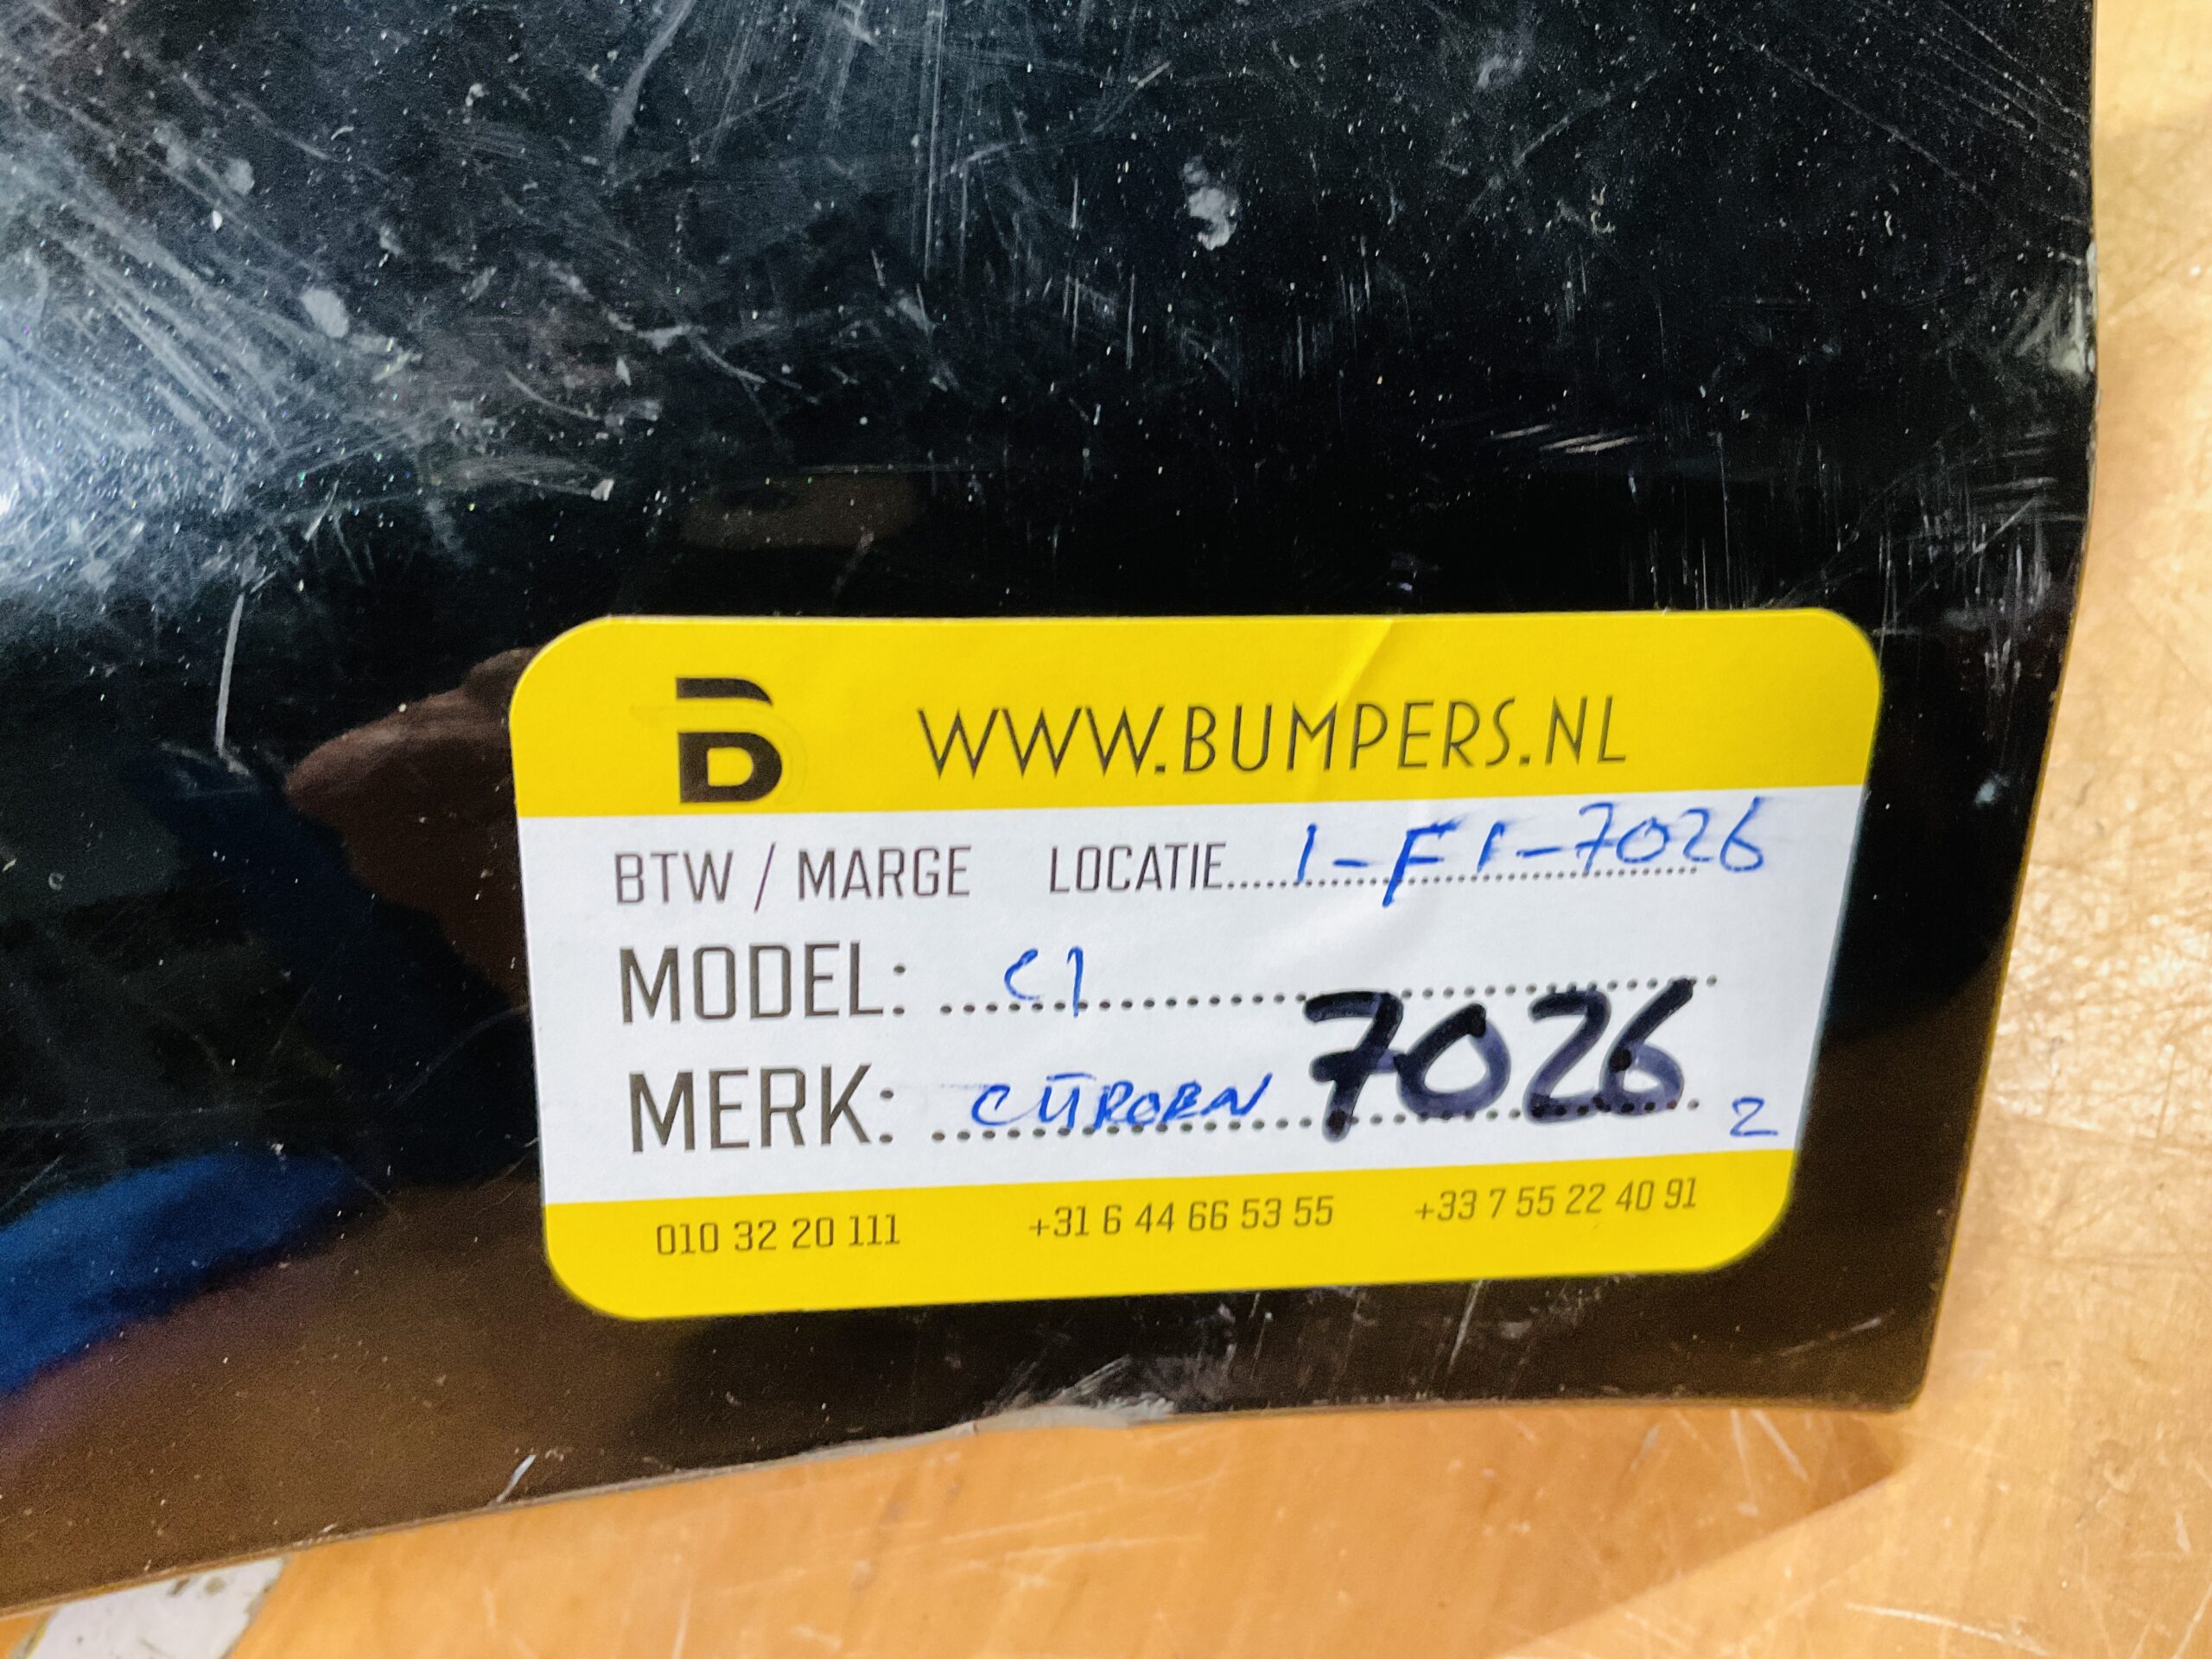 B WWW.BUMPERS.NL
BTW / MARGE LOCATIE 1-F1-7026
MODEL: C1
MERK: CITROEN 7026 2
010 32 20 111 +31 6 44 66 53 55 +33 7 55 22 40 91